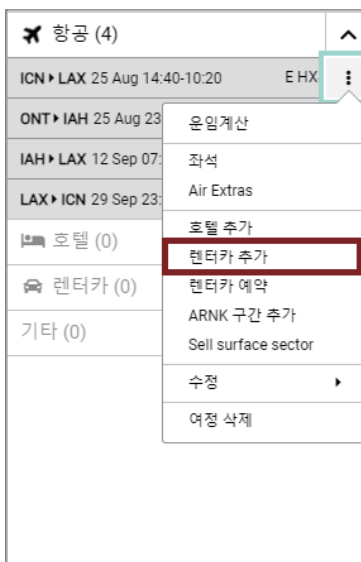 항공 (4)
ICN ▸ LAX 25 Aug 14:40-10:20 E HX
ONT ▸ IAH 25 Aug 23
IAH ▸ LAX 12 Sep 07:
LAX ▸ ICN 29 Sep 23:
호텔 (0)
렌터카 (0)
기타 (0)
운임계산
좌석
Air Extras
호텔 추가
렌터카 추가
렌터카 예약
ARNK 구간 추가
Sell surface sector
수정
여정 삭제